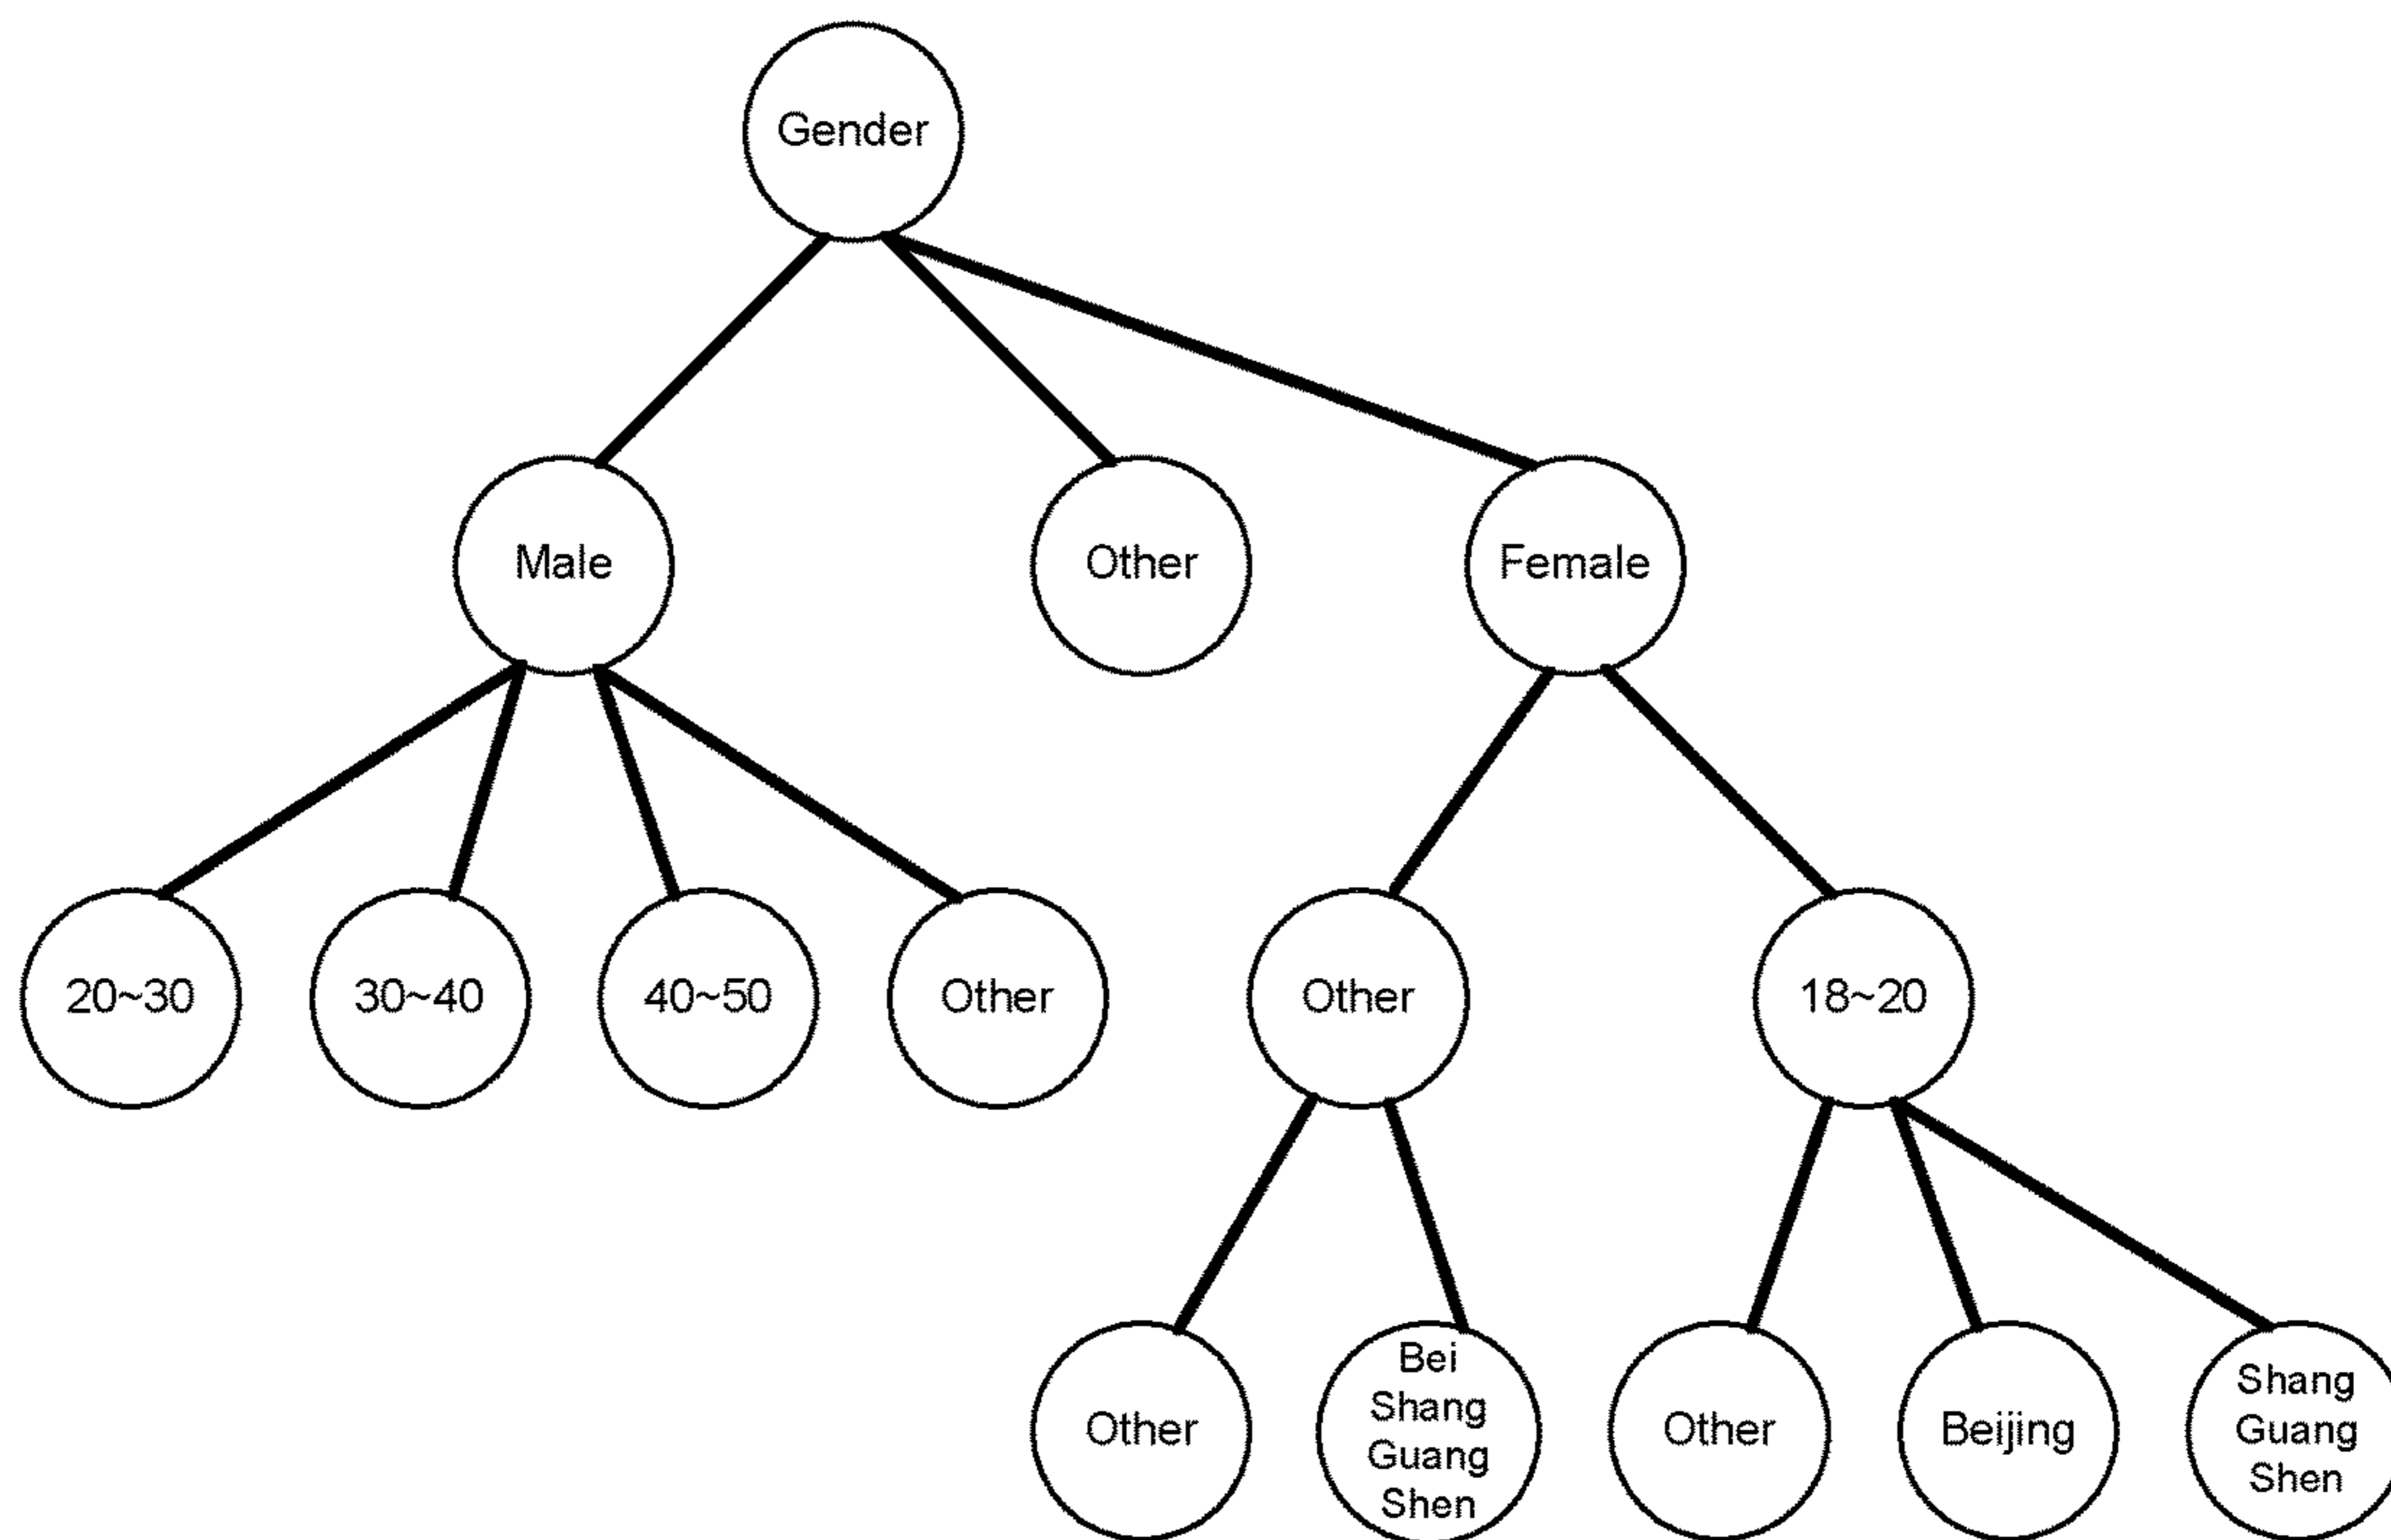 Gender
Male
Other
Female
20~30
30~40
40~50
Other
Other
18~20
Other
Bei
Shang
Guang
Shen
Other
Beijing
Shang
Guang
Shen